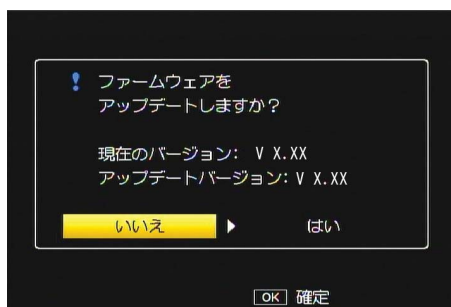 ファームウェアを
アップデートしますか？
現在のバージョン: V X.XX
アップデートバージョン: V X.XX
いいえ はい
OK 確定